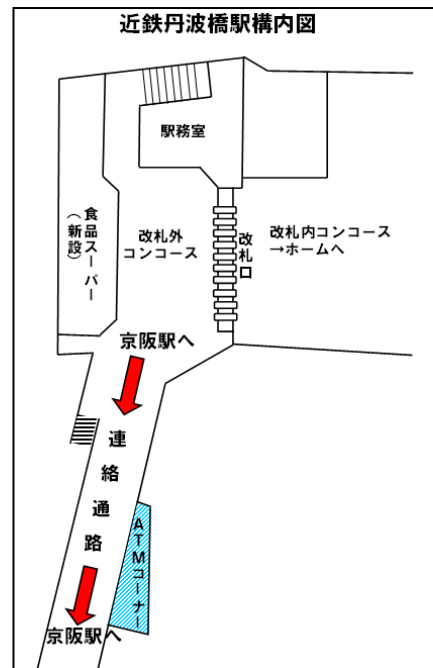 近鉄丹波橋駅構内図
駅務室
食品スーパー
（新設）
改札外
コンコース
改札口
改札内コンコース
→ホームへ
京阪駅へ
連絡通路
ATMコーナー
京阪駅へ